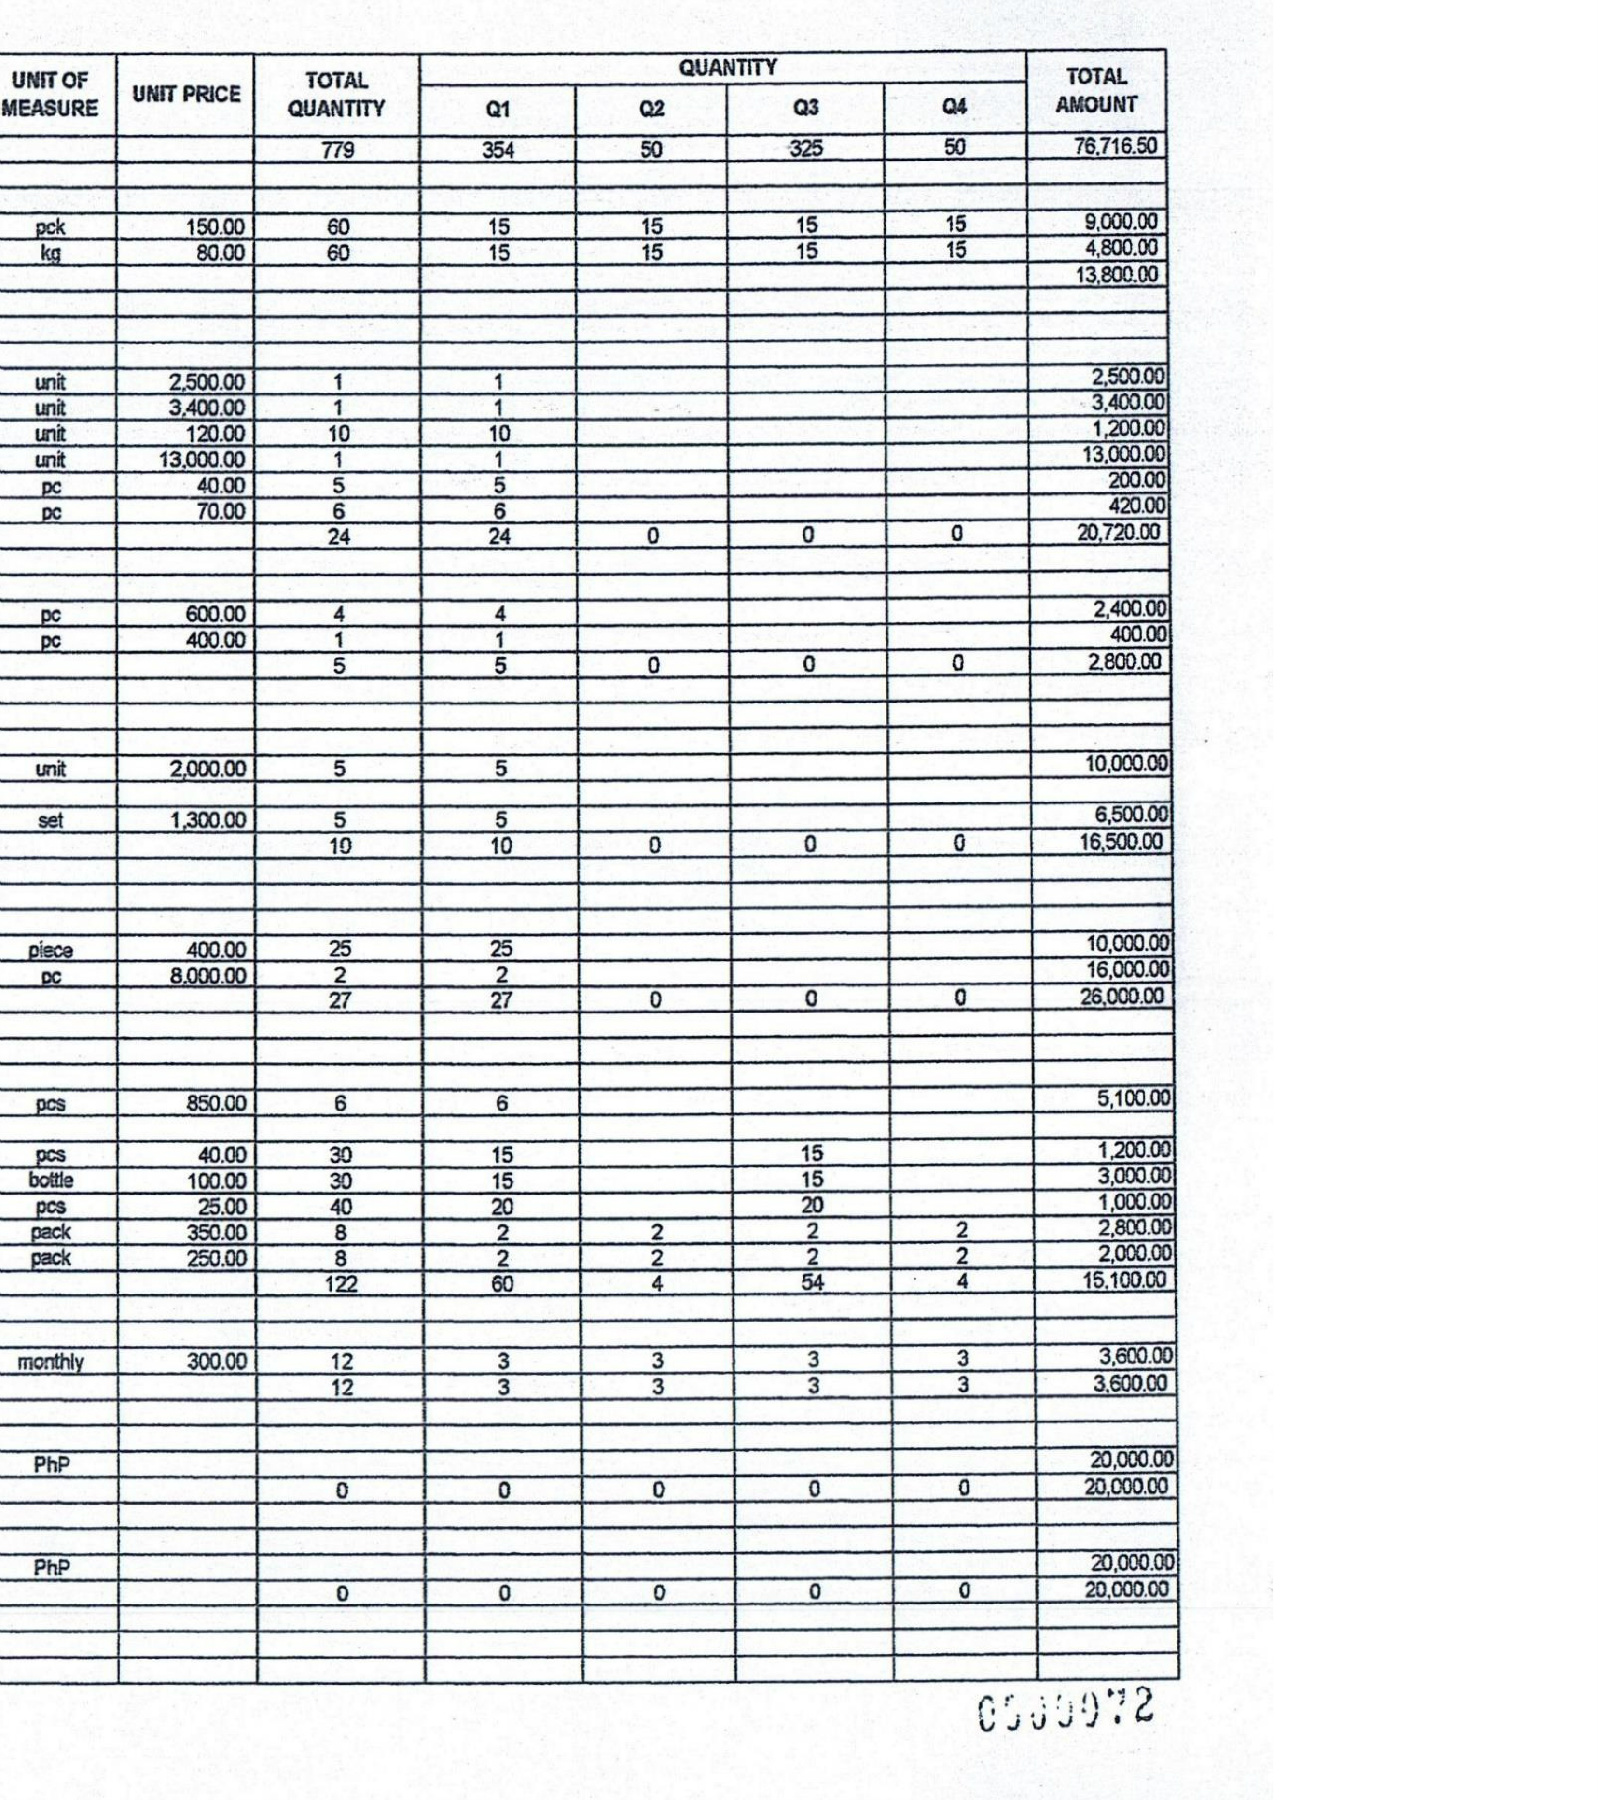 UNIT OF MEASURE UNIT PRICE TOTAL QUANTITY QUANTITY TOTAL AMOUNT
Q1 Q2 Q3 Q4
779 354 50 325 50 76,716.50
pck 150.00 60 15 15 15 15 9,000.00
kg 80.00 60 15 15 15 15 4,800.00
13,800.00
unit 2,500.00 1 1 2,500.00
unit 3,400.00 1 1 3,400.00
unit 120.00 10 10 1,200.00
unit 13,000.00 1 1 13,000.00
pc 40.00 5 5 200.00
pc 70.00 6 6 420.00
24 24 0 0 0 20,720.00
pc 600.00 4 4 2,400.00
pc 400.00 1 1 400.00
5 5 0 0 0 2,800.00
unit 2,000.00 5 5 10,000.00
set 1,300.00 5 5 6,500.00
10 10 0 0 0 16,500.00
piece 400.00 25 25 10,000.00
pc 8,000.00 2 2 16,000.00
27 27 0 0 0 26,000.00
pcs 850.00 6 6 5,100.00
pcs 40.00 30 15 15 1,200.00
bottle 100.00 30 15 15 3,000.00
pcs 25.00 40 20 20 1,000.00
pack 350.00 8 2 2 2 2 2,800.00
pack 250.00 8 2 2 2 2 2,000.00
122 60 4 54 4 15,100.00
monthly 300.00 12 3 3 3 3 3,600.00
12 3 3 3 3 3,600.00
PhP 20,000.00
0 0 0 0 0 20,000.00
PhP 20,000.00
0 0 0 0 0 20,000.00